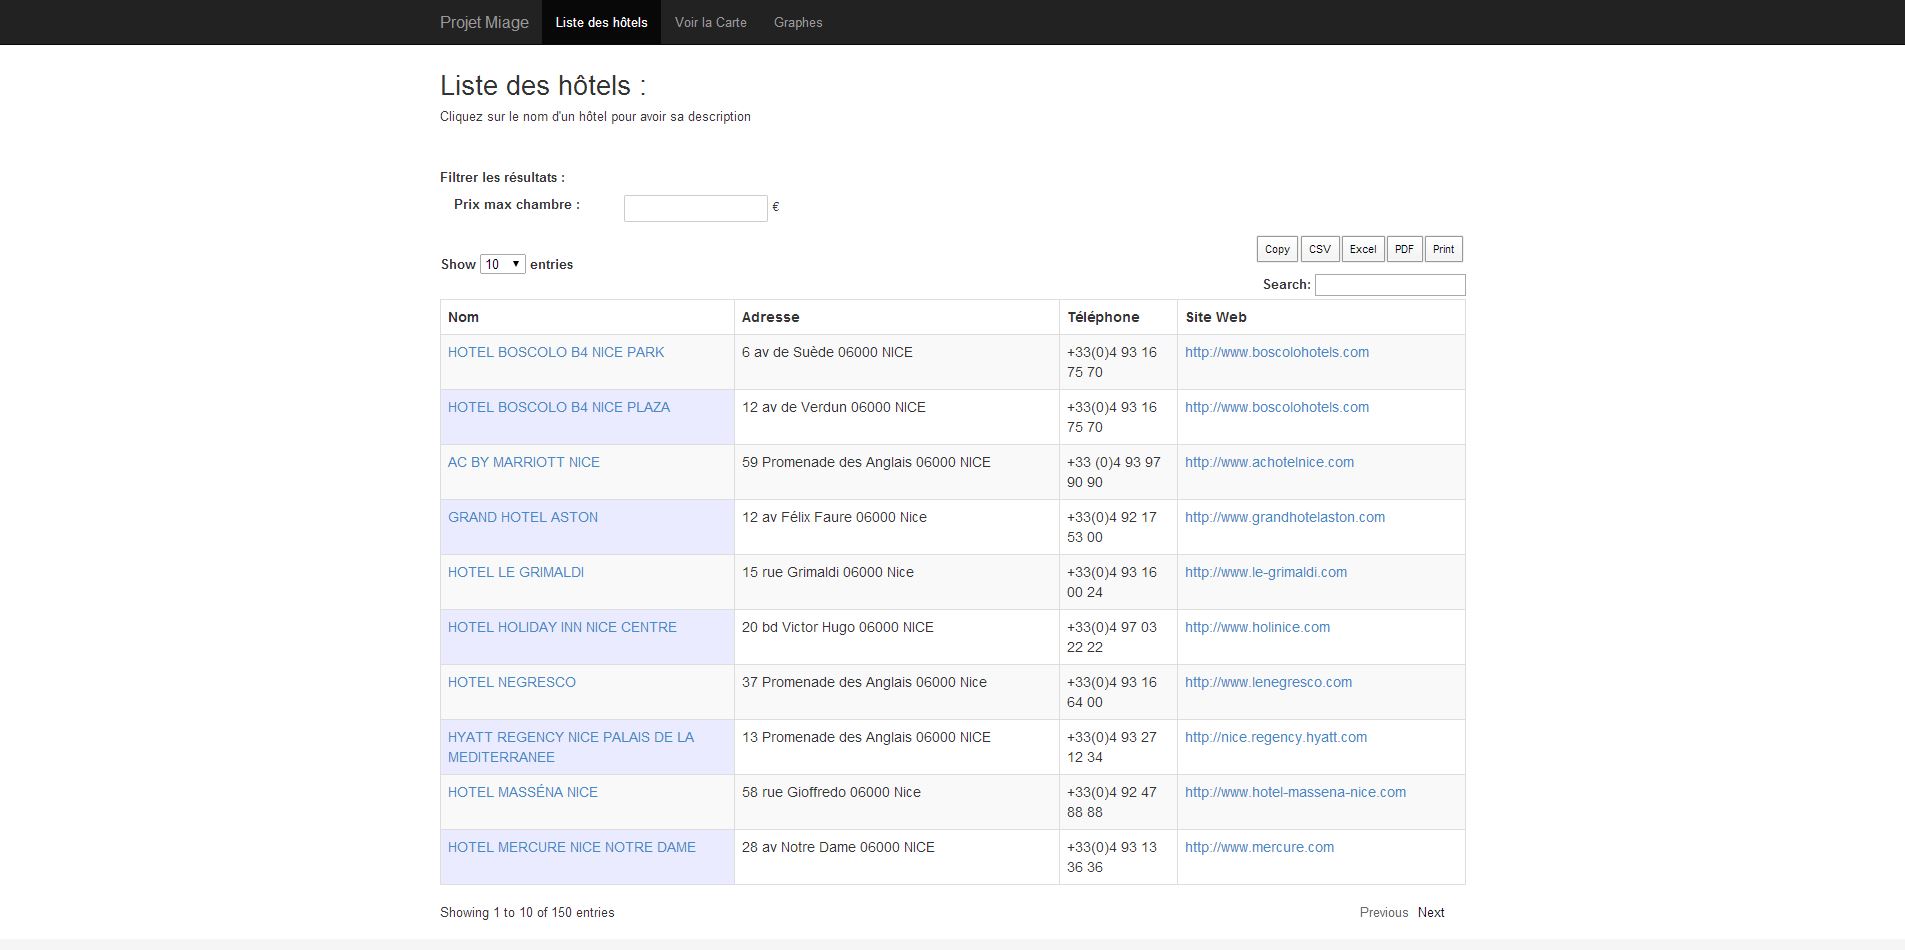 Projet Miage Liste des hôtels Voir la Carte Graphes
Liste des hôtels :
Cliquez sur le nom d'un hôtel pour avoir sa description
Filtrer les résultats :
Prix max chambre : €
Copy CSV Excel PDF Print
Show 10 entries
Search:
Nom Adresse Téléphone Site Web
HOTEL BOSCOLO B4 NICE PARK 6 av de Suède 06000 NICE +33(0)4 93 16 http://www.boscolohotels.com
75 70
HOTEL BOSCOLO B4 NICE PLAZA 12 av de Verdun 06000 NICE +33(0)4 93 16 http://www.boscolohotels.com
75 70
AC BY MARRIOTT NICE 59 Promenade des Anglais 06000 NICE +33 (0)4 93 97 http://www.achotelnice.com
90 90
GRAND HOTEL ASTON 12 av Félix Faure 06000 Nice +33(0)4 92 17 http://www.grandhotelaston.com
53 00
HOTEL LE GRIMALDI 15 rue Grimaldi 06000 Nice +33(0)4 93 16 http://www.le-grimaldi.com
00 24
HOTEL HOLIDAY INN NICE CENTRE 20 bd Victor Hugo 06000 NICE +33(0)4 97 03 http://www.holinice.com
22 22
HOTEL NEGRESCO 37 Promenade des Anglais 06000 Nice +33(0)4 93 16 http://www.lenegresco.com
64 00
HYATT REGENCY NICE PALAIS DE LA 13 Promenade des Anglais 06000 NICE +33(0)4 93 27 http://nice.regency.hyatt.com
MEDITERRANEE 12 34
HOTEL MASSÉNA NICE 58 rue Gioffredo 06000 Nice +33(0)4 92 47 http://www.hotel-massena-nice.com
88 88
HOTEL MERCURE NICE NOTRE DAME 28 av Notre Dame 06000 NICE +33(0)4 93 13 http://www.mercure.com
36 36
Showing 1 to 10 of 150 entries Previous Next